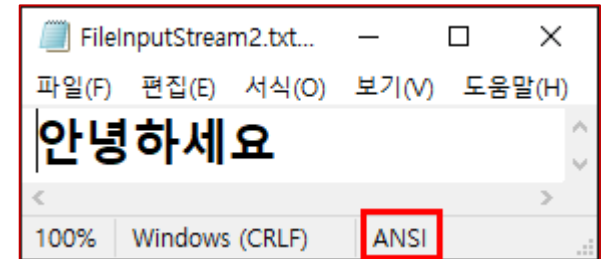 FileInputStream2.txt...
파일(F) 편집(E) 서식(O) 보기(V) 도움말(H)
안녕하세요
100% Windows (CRLF) ANSI